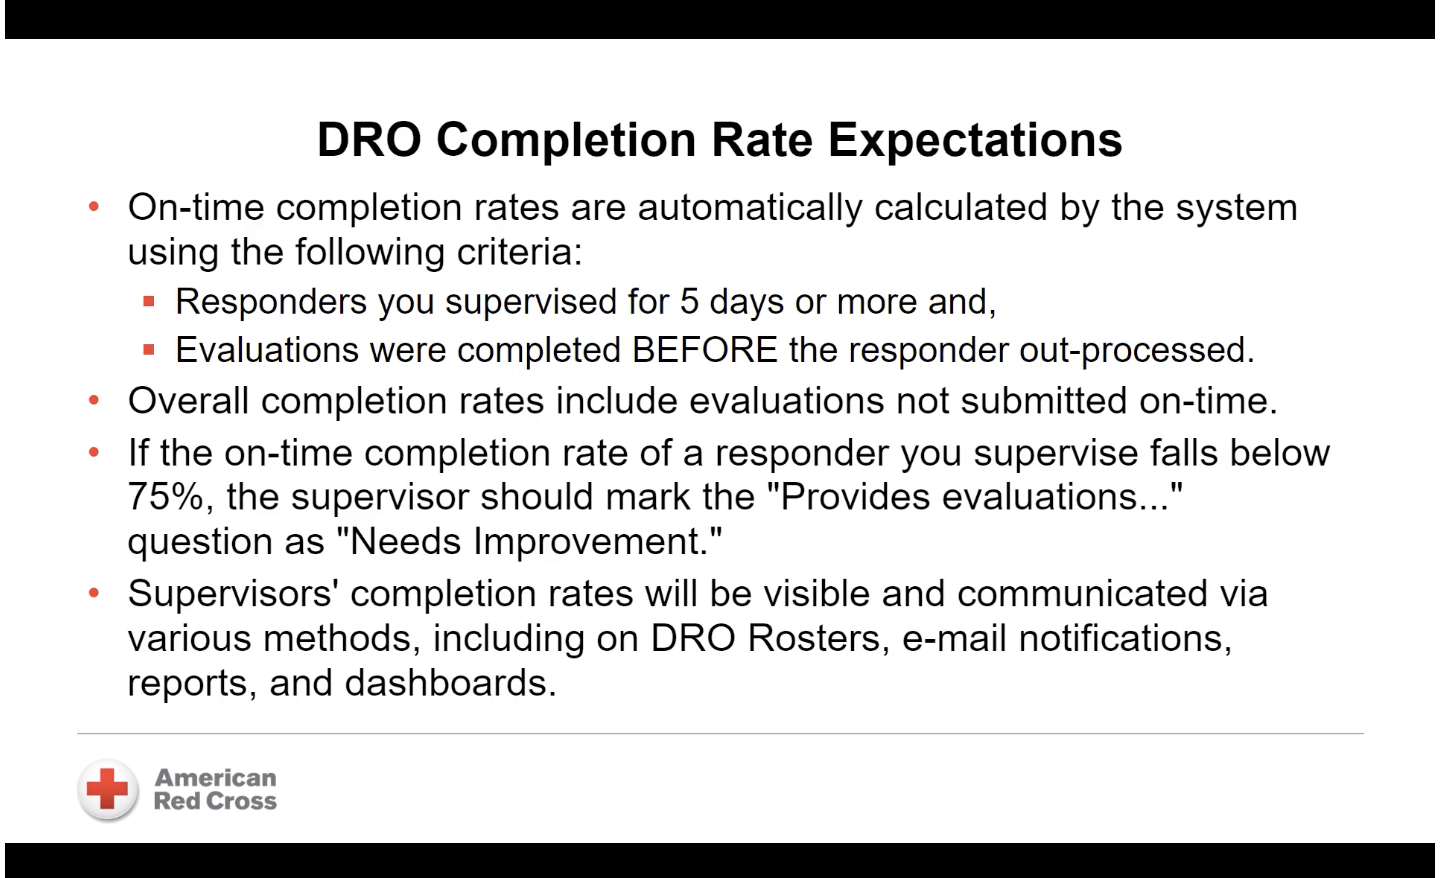 DRO Completion Rate Expectations
• On-time completion rates are automatically calculated by the system
using the following criteria:
▪ Responders you supervised for 5 days or more and,
▪ Evaluations were completed BEFORE the responder out-processed.
• Overall completion rates include evaluations not submitted on-time.
• If the on-time completion rate of a responder you supervise falls below
75%, the supervisor should mark the "Provides evaluations..."
question as "Needs Improvement."
• Supervisors' completion rates will be visible and communicated via
various methods, including on DRO Rosters, e-mail notifications,
reports, and dashboards.
American
Red Cross